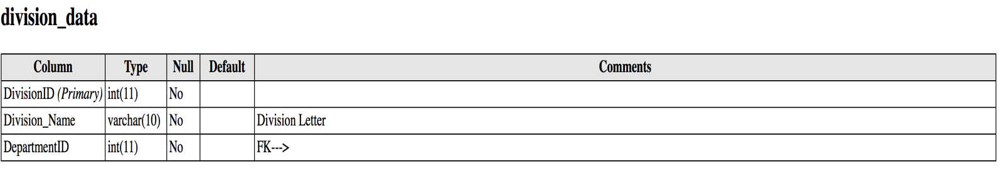 division_data
Column Type Null Default Comments
DivisionID (Primary) int(11) No
Division_Name varchar(10) No Division Letter
DepartmentID int(11) No FK--->